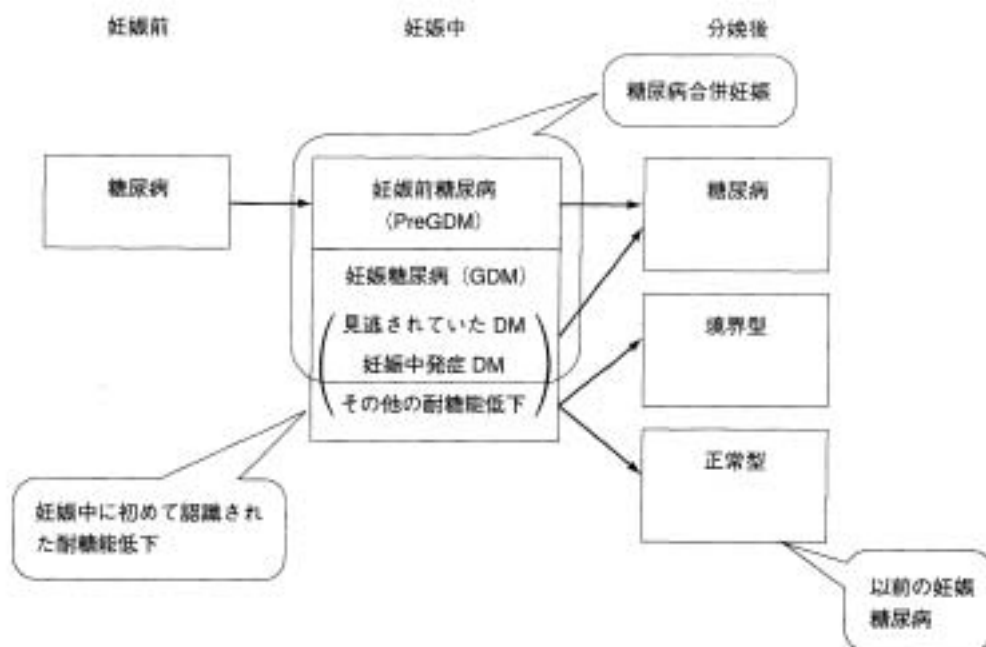 妊娠前
妊娠中
分娩後
糖尿病合併妊娠
糖尿病
妊娠前糖尿病
（PreGDM）
糖尿病
妊娠糖尿病（GDM）
見逃されていた DM
妊娠中発症 DM
その他の耐糖能低下
境界型
正常型
妊娠中に初めて認識され
た耐糖能低下
以前の妊娠
糖尿病